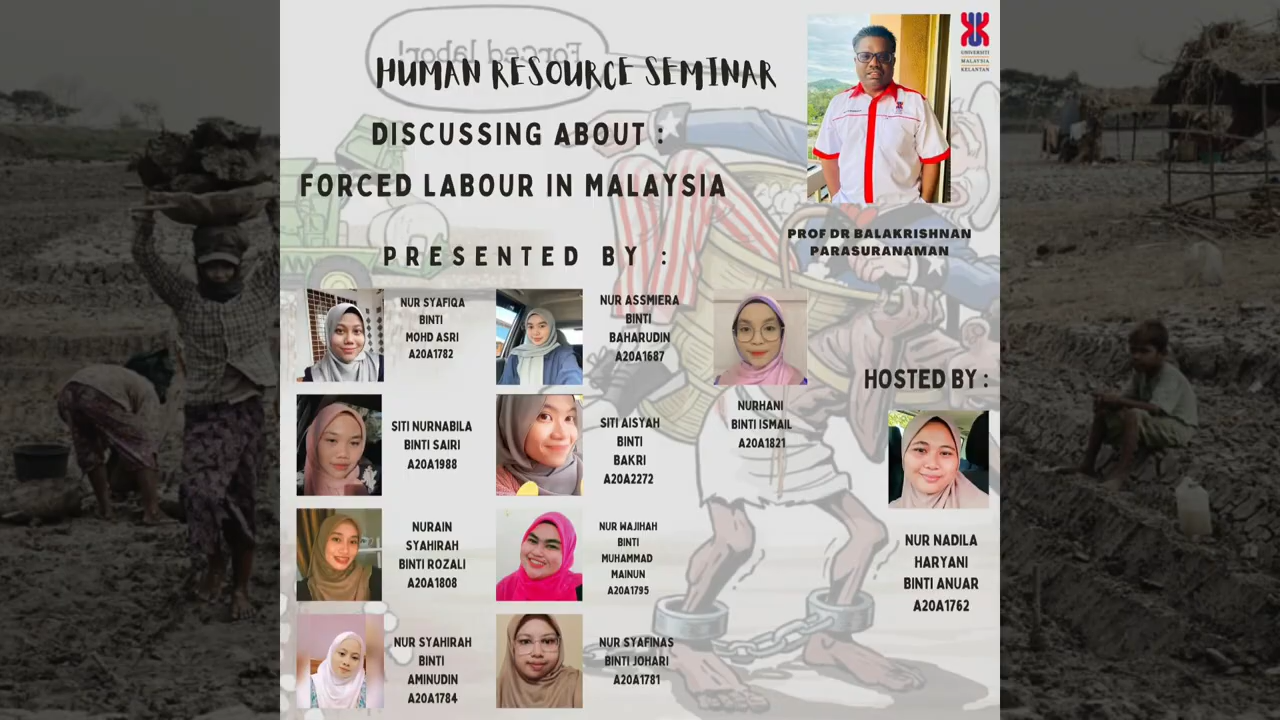 Forced labor!
HUMAN RESOURCE SEMINAR
DISCUSSING ABOUT :
FORCED LABOUR IN MALAYSIA
PRESENTED BY :
UNIVERSITI
MALAYSIA
KELANTAN
PROF DR BALAKRISHNAN
PARASURANAMAN
NUR SYAFIQA
BINTI
MOHD ASRI
A20A1782
NUR ASSMIERA
BINTI
BAHARUDIN
A20A1687
NURHANI
BINTI ISMAIL
A20A1821
SITI NURNABILA
BINTI SAIRI
A20A1988
SITI AISYAH
BINTI
BAKRI
A20A2272
NURAIN
SYAHIRAH
BINTI ROZALI
A20A1808
NUR WAJIHAH
BINTI
MUHAMMAD
MAINUN
A20A1795
NUR SYAHIRAH
BINTI
AMINUDIN
A20A1784
NUR SYAFINAS
BINTI JOHARI
A20A1781
HOSTED BY :
NUR NADILA
HARYANI
BINTI ANUAR
A20A1762